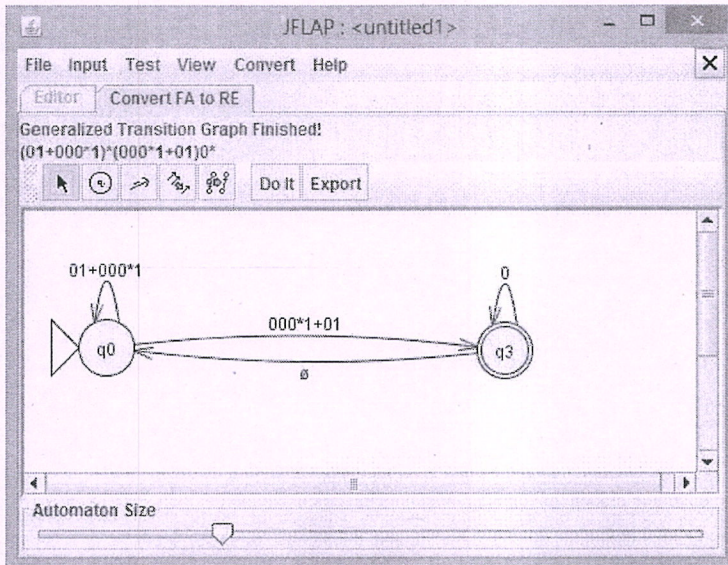 JFLAP : <untitled1>
File Input Test View Convert Help
Editor Convert FA to RE
Generalized Transition Graph Finished!
(01+000*1)*(000*1+01)0*
Do It Export
01+000*1
0
000*1+01
q0
q3
ø
Automaton Size